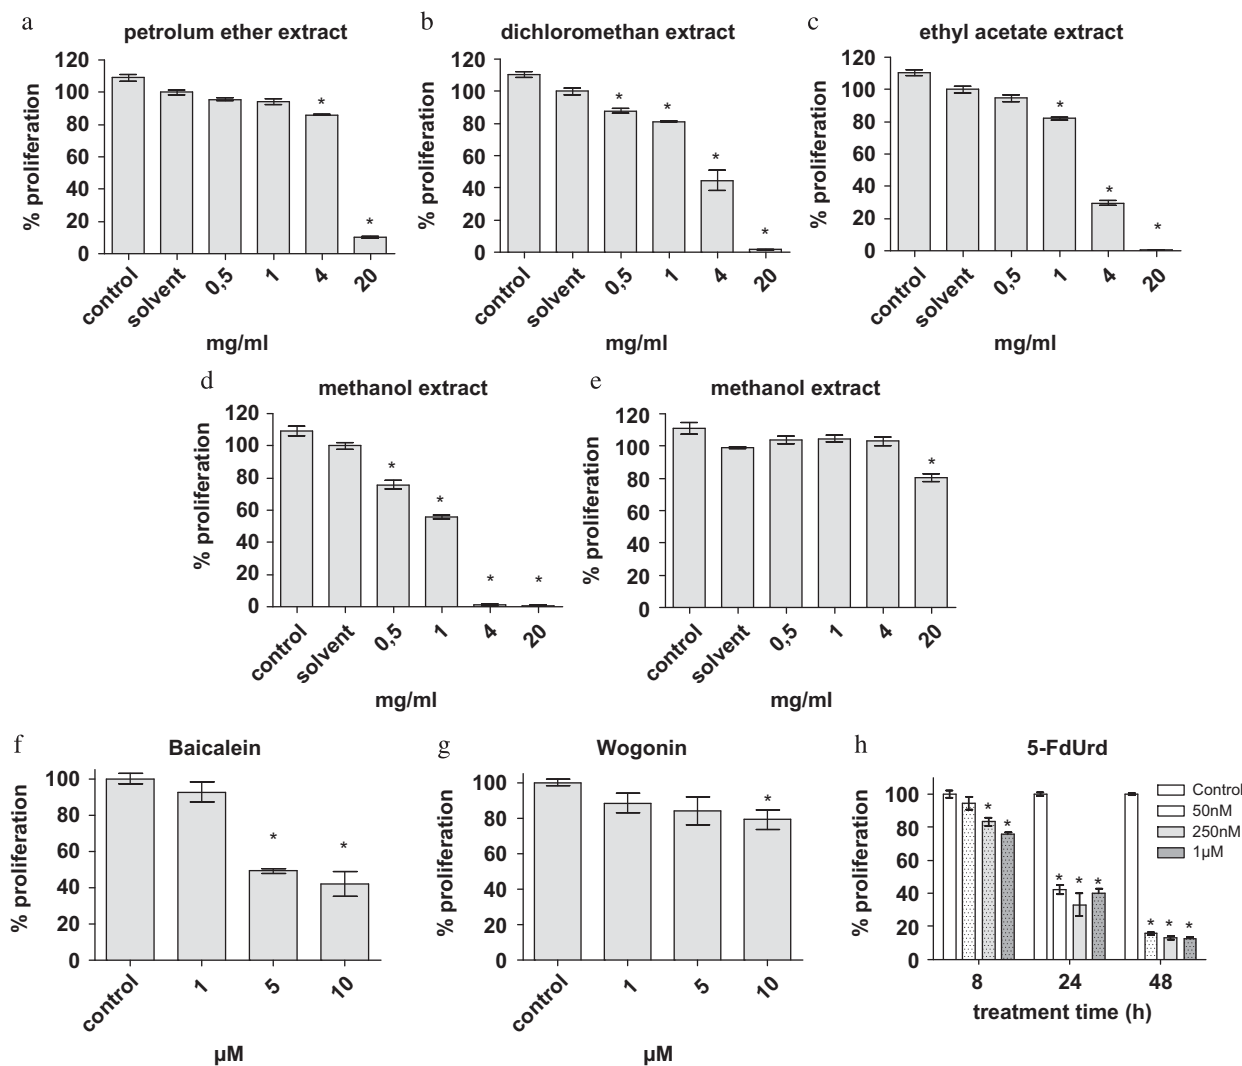 a
petrolum ether extract
120
100
80
60
40
20
0
% proliferation
*
*
control
solvent
0,5
1
4
20
mg/ml
b
dichloromethan extract
120
100
80
60
40
20
0
% proliferation
*
*
*
*
control
solvent
0,5
1
4
20
mg/ml
c
ethyl acetate extract
120
100
80
60
40
20
0
% proliferation
*
*
*
control
solvent
0,5
1
4
20
mg/ml
d
methanol extract
120
100
80
60
40
20
0
% proliferation
*
*
*
*
control
solvent
0,5
1
4
20
mg/ml
e
methanol extract
120
100
80
60
40
20
0
% proliferation
*
control
solvent
0,5
1
4
20
mg/ml
f
Baicalein
100
80
60
40
20
0
% proliferation
*
*
control
1
5
10
µM
g
Wogonin
100
80
60
40
20
0
% proliferation
*
control
1
5
10
µM
h
5-FdUrd
100
80
60
40
20
0
% proliferation
*
*
*
*
*
*
*
*
8
24
48
treatment time (h)
Control
50nM
250nM
1µM